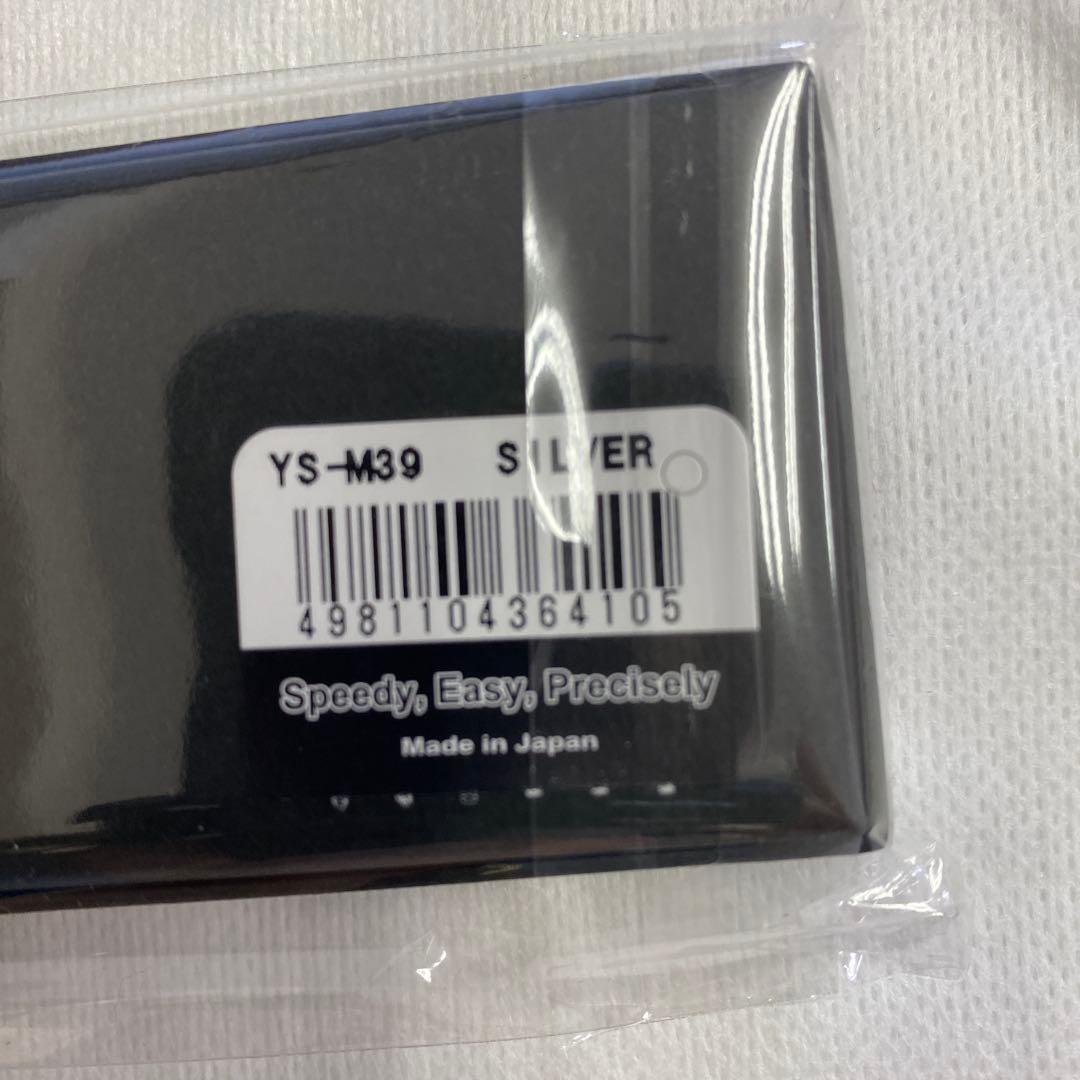 YS-M39 SILVER
4981104364105
Speedy, Easy, Precisely
Made in Japan